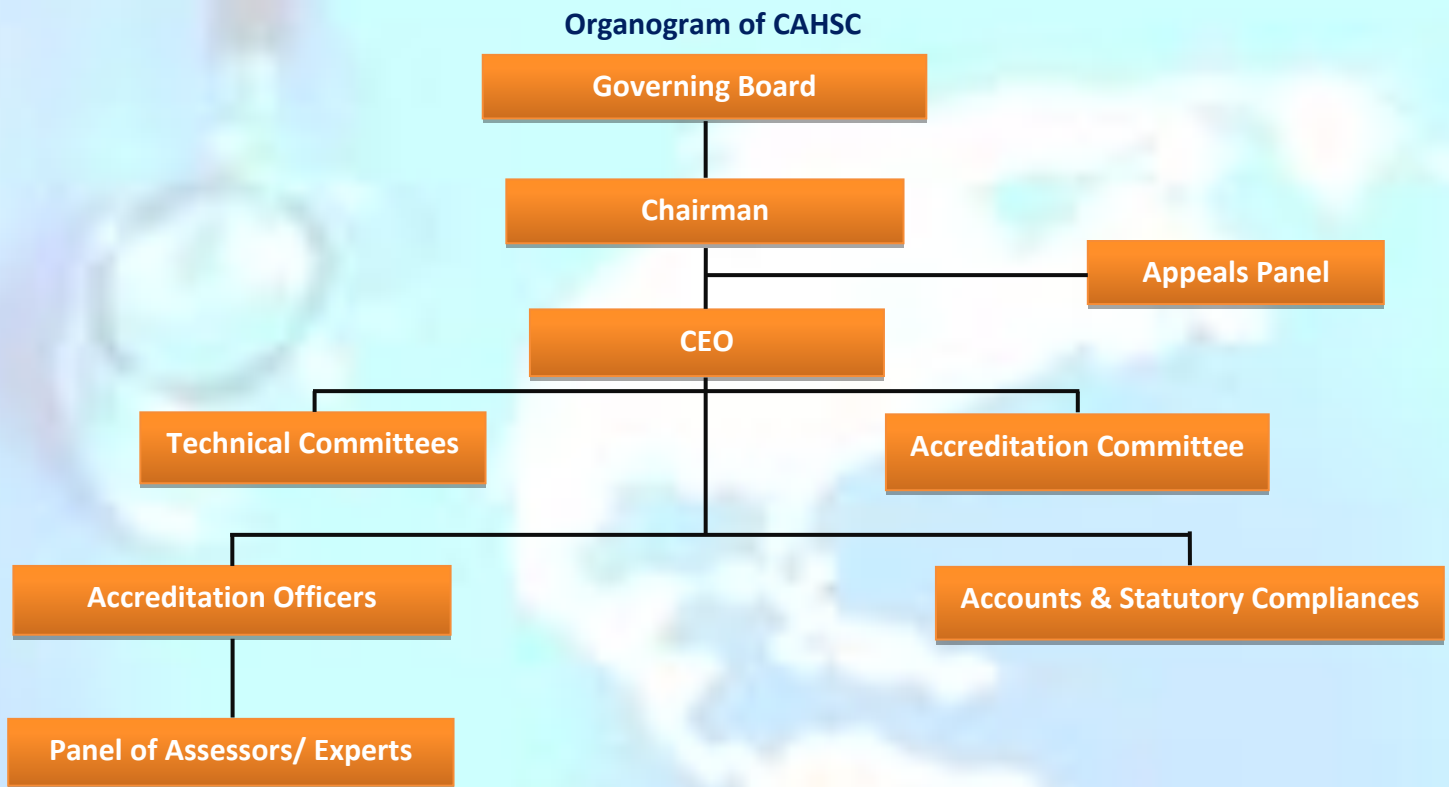 Organogram of CAHSC
Governing Board
Chairman
Appeals Panel
CEO
Technical Committees
Accreditation Committee
Accreditation Officers
Accounts & Statutory Compliances
Panel of Assessors/ Experts